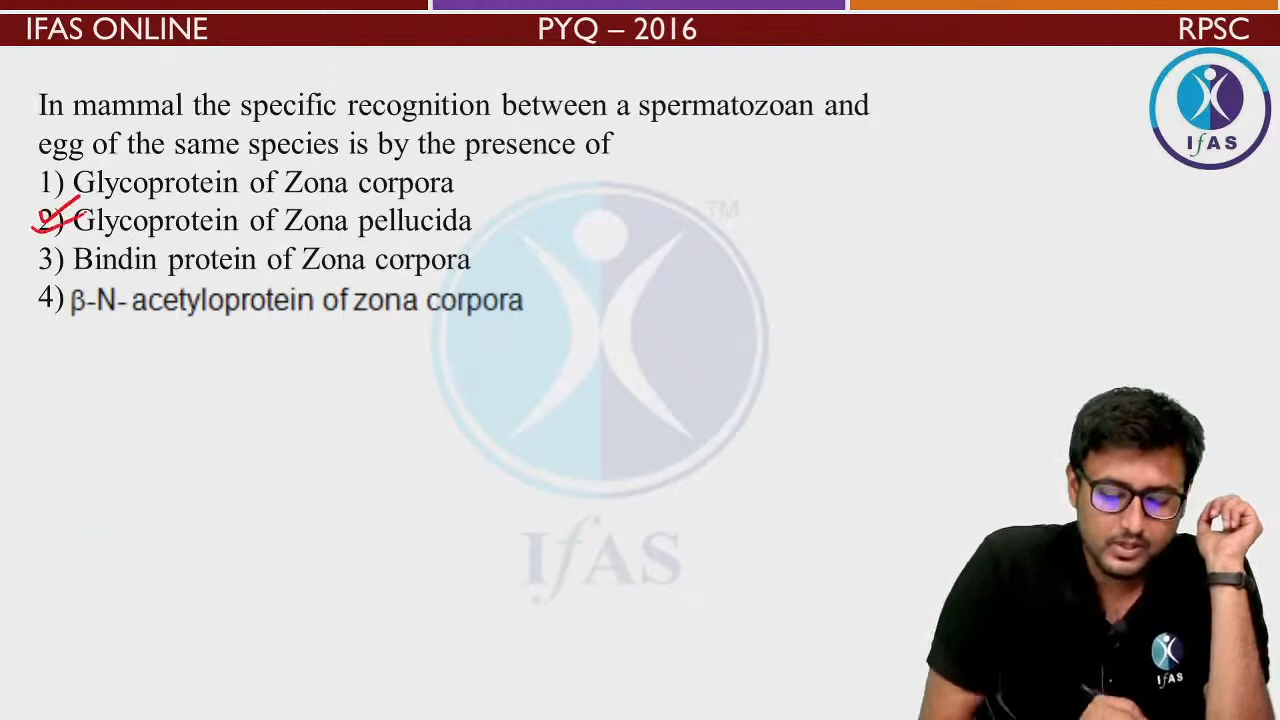 IFAS ONLINE
PYQ – 2016
RPSC
IfAS
In mammal the specific recognition between a spermatozoan and
egg of the same species is by the presence of
1) Glycoprotein of Zona corpora
2) Glycoprotein of Zona pellucida
3) Bindin protein of Zona corpora
4) β-N- acetyloprotein of zona corpora
TM
IfAS
IfAS